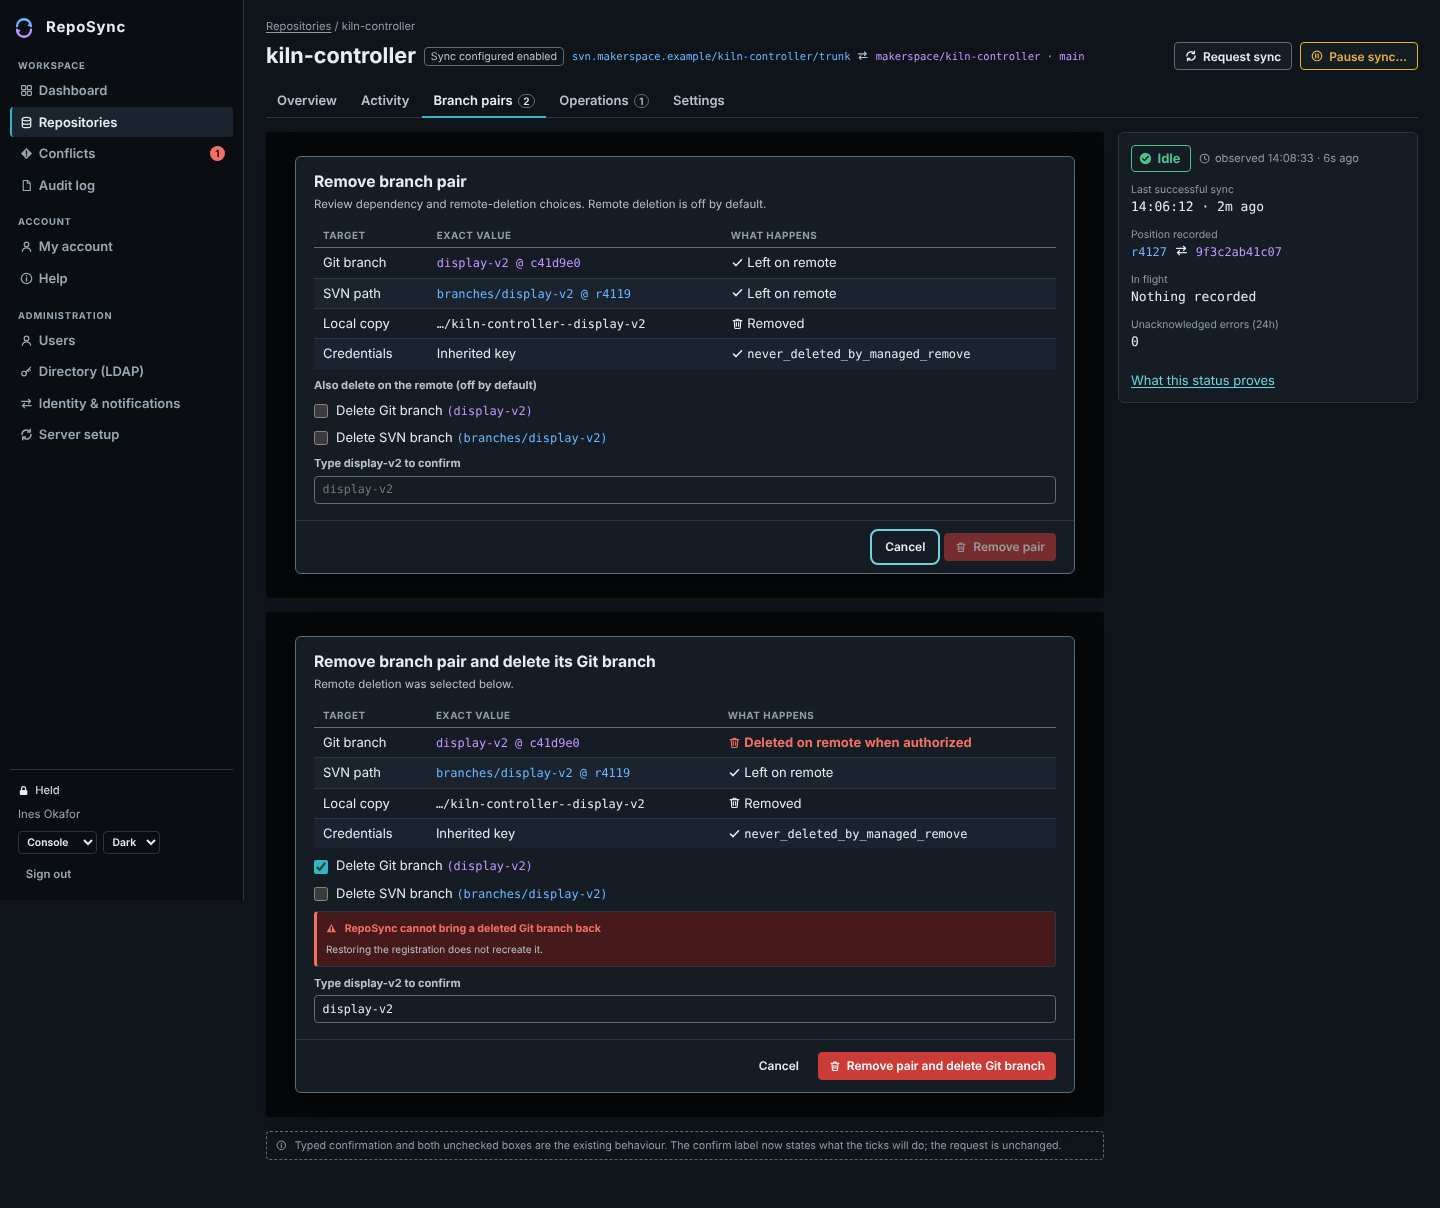 RepoSync
WORKSPACE
Dashboard
Repositories
Conflicts 1
Audit log
ACCOUNT
My account
Help
ADMINISTRATION
Users
Directory (LDAP)
Identity & notifications
Server setup
Held
Ines Okafor
Console Dark
Sign out
Repositories / kiln-controller
kiln-controller Sync configured enabled svn.makerspace.example/kiln-controller/trunk ⇄ makerspace/kiln-controller · main
Request sync Pause sync…
Overview Activity Branch pairs 2 Operations 1 Settings
Remove branch pair
Review dependency and remote-deletion choices. Remote deletion is off by default.
TARGET EXACT VALUE WHAT HAPPENS
Git branch display-v2 @ c41d9e0 Left on remote
SVN path branches/display-v2 @ r4119 Left on remote
Local copy …/kiln-controller--display-v2 Removed
Credentials Inherited key never_deleted_by_managed_remove
Also delete on the remote (off by default)
Delete Git branch (display-v2)
Delete SVN branch (branches/display-v2)
Type display-v2 to confirm
display-v2
Cancel Remove pair
Remove branch pair and delete its Git branch
Remote deletion was selected below.
TARGET EXACT VALUE WHAT HAPPENS
Git branch display-v2 @ c41d9e0 Deleted on remote when authorized
SVN path branches/display-v2 @ r4119 Left on remote
Local copy …/kiln-controller--display-v2 Removed
Credentials Inherited key never_deleted_by_managed_remove
Delete Git branch (display-v2)
Delete SVN branch (branches/display-v2)
RepoSync cannot bring a deleted Git branch back
Restoring the registration does not recreate it.
Type display-v2 to confirm
display-v2
Cancel Remove pair and delete Git branch
Typed confirmation and both unchecked boxes are the existing behaviour. The confirm label now states what the ticks will do; the request is unchanged.
Idle observed 14:08:33 · 6s ago
Last successful sync
14:06:12 · 2m ago
Position recorded
r4127 ⇄ 9f3c2ab41c07
In flight
Nothing recorded
Unacknowledged errors (24h)
0
What this status proves